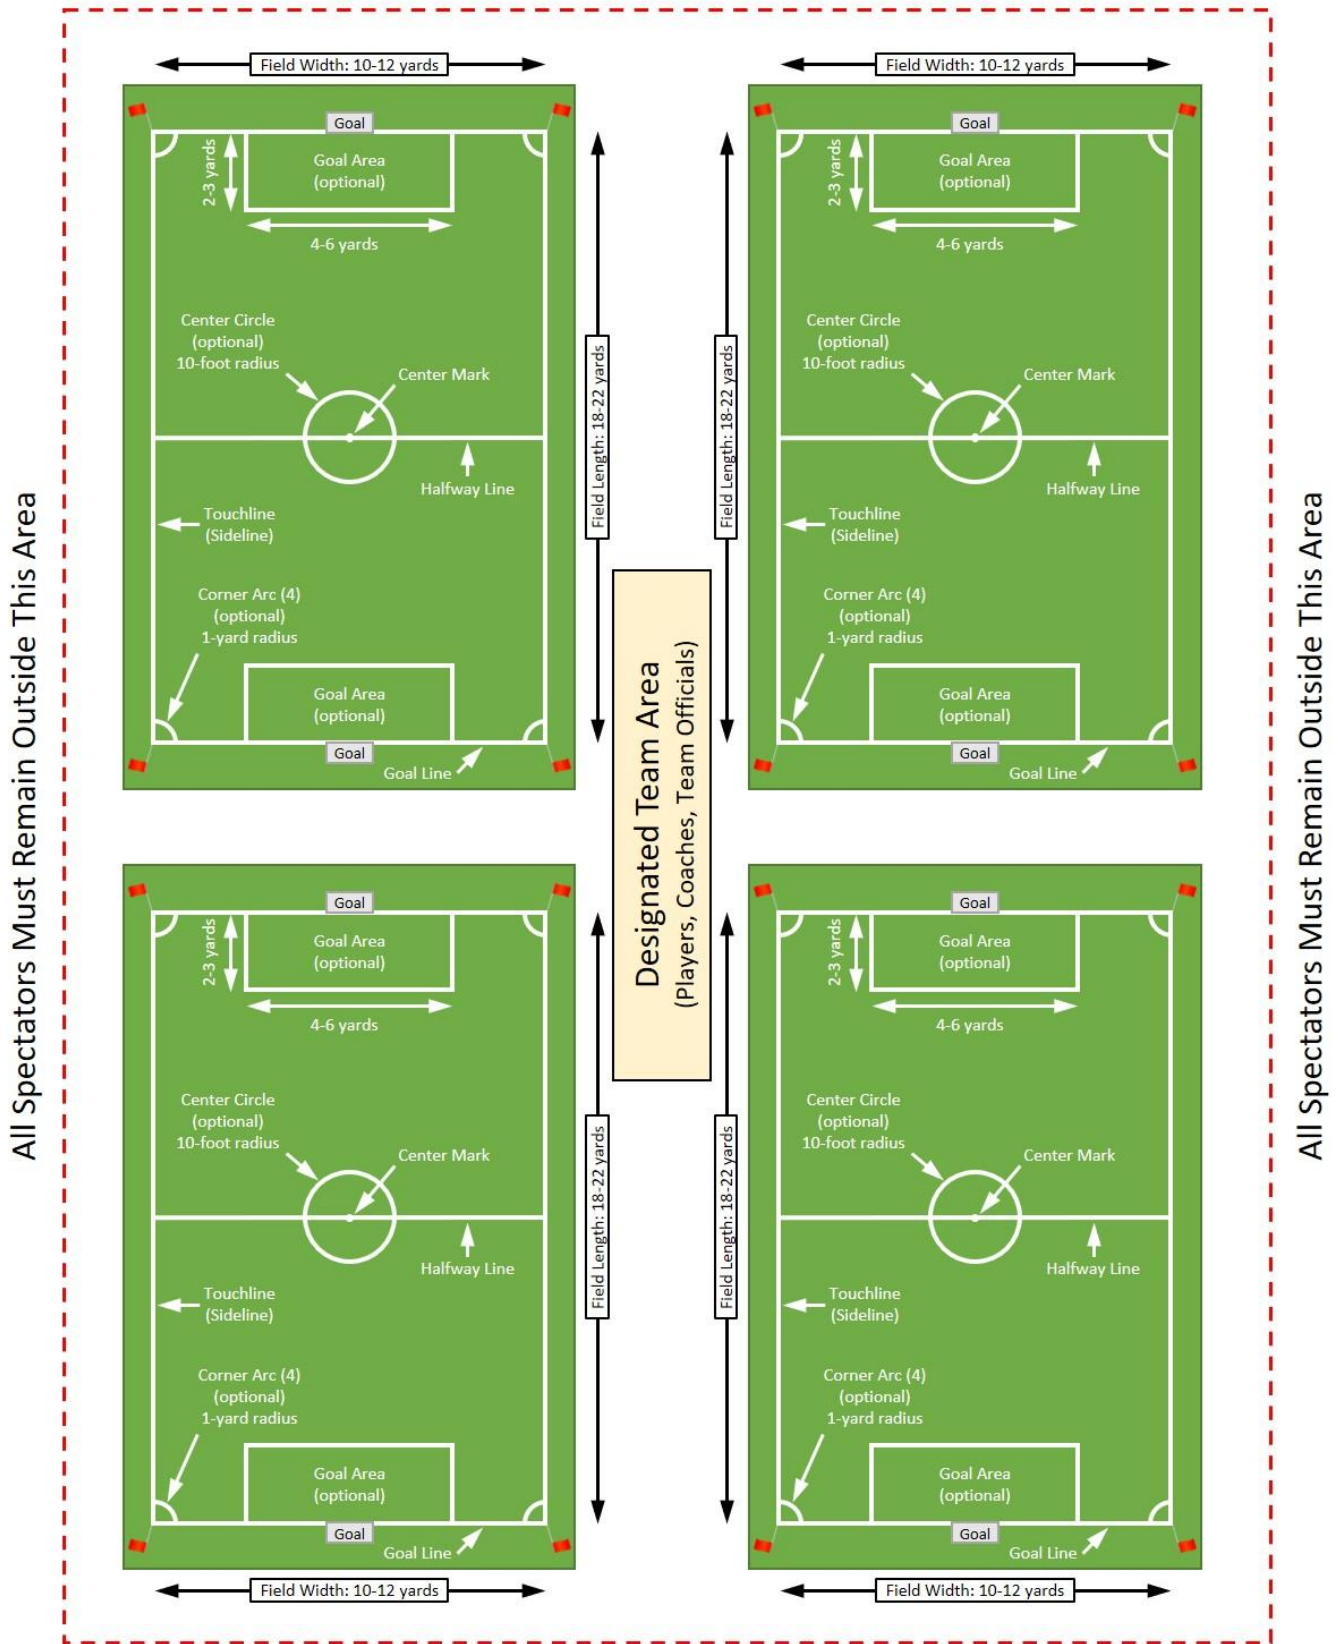 All Spectators Must Remain Outside This Area
Field Width: 10-12 yards
Goal
2-3 yards
Goal Area
(optional)
4-6 yards
Center Circle
(optional)
10-foot radius
Center Mark
Halfway Line
Touchline
(Sideline)
Corner Arc (4)
(optional)
1-yard radius
Goal Area
(optional)
Goal
Goal Line
Field Length: 18-22 yards
Field Width: 10-12 yards
Goal
2-3 yards
Goal Area
(optional)
4-6 yards
Center Circle
(optional)
10-foot radius
Center Mark
Halfway Line
Touchline
(Sideline)
Corner Arc (4)
(optional)
1-yard radius
Goal Area
(optional)
Goal
Goal Line
Field Length: 18-22 yards
Designated Team Area
(Players, Coaches, Team Officials)
Goal
2-3 yards
Goal Area
(optional)
4-6 yards
Center Circle
(optional)
10-foot radius
Center Mark
Halfway Line
Touchline
(Sideline)
Corner Arc (4)
(optional)
1-yard radius
Goal Area
(optional)
Goal
Goal Line
Field Length: 18-22 yards
Field Width: 10-12 yards
Goal
2-3 yards
Goal Area
(optional)
4-6 yards
Center Circle
(optional)
10-foot radius
Center Mark
Halfway Line
Touchline
(Sideline)
Corner Arc (4)
(optional)
1-yard radius
Goal Area
(optional)
Goal
Goal Line
Field Length: 18-22 yards
Field Width: 10-12 yards
All Spectators Must Remain Outside This Area